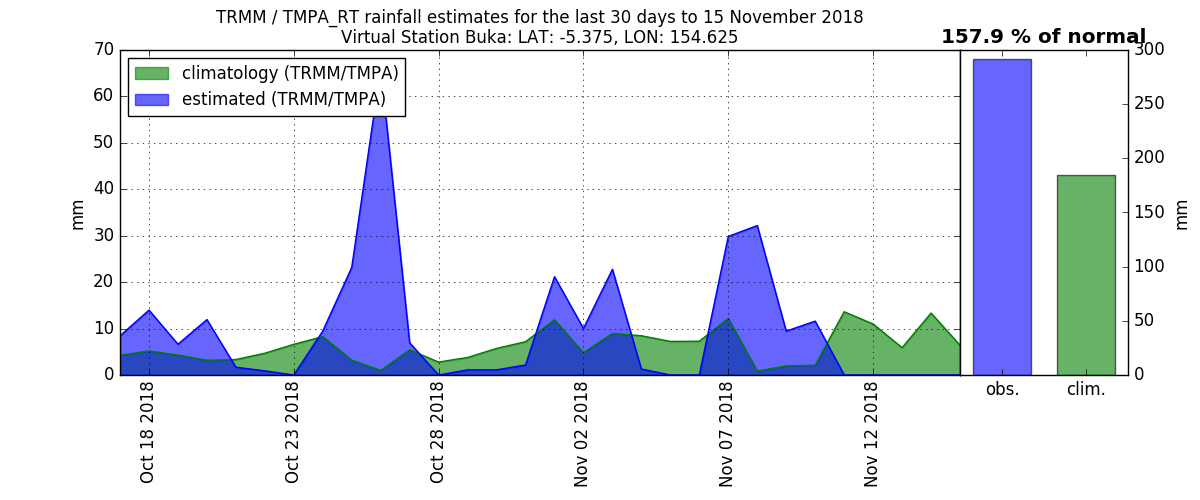 TRMM / TMPA_RT rainfall estimates for the last 30 days to 15 November 2018
Virtual Station Buka: LAT: -5.375, LON: 154.625
157.9 % of normal
climatology (TRMM/TMPA)
estimated (TRMM/TMPA)
70
60
50
40
30
20
10
0
mm
300
250
200
150
100
50
0
mm
obs.
clim.
Oct 18 2018
Oct 23 2018
Oct 28 2018
Nov 02 2018
Nov 07 2018
Nov 12 2018